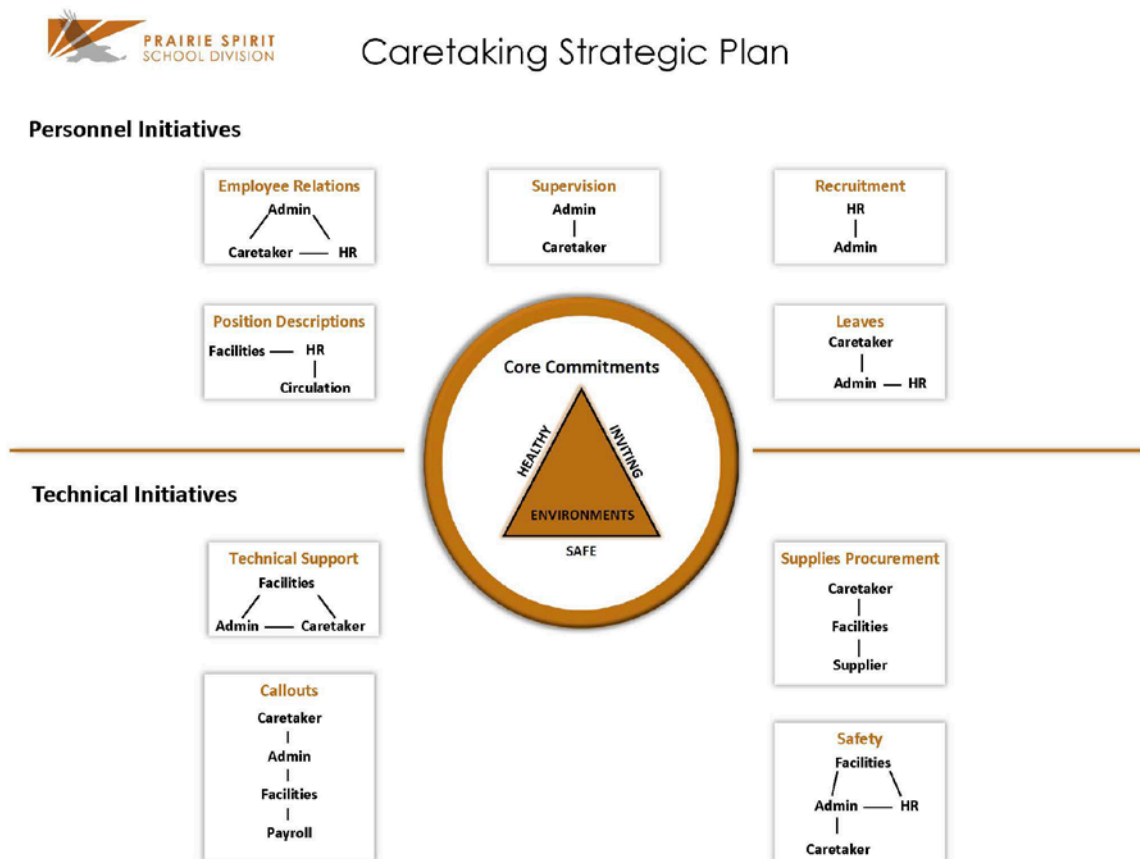 PRAIRIE SPIRIT
SCHOOL DIVISION
Caretaking Strategic Plan
Personnel Initiatives
Employee Relations
Admin
Caretaker HR
Supervision
Admin
Caretaker
Recruitment
HR
Admin
Position Descriptions
Facilities HR
Circulation
Leaves
Caretaker
Admin HR
Core Commitments
HEALTHY
INVITING
ENVIRONMENTS
SAFE
Technical Initiatives
Technical Support
Facilities
Admin Caretaker
Supplies Procurement
Caretaker
Facilities
Supplier
Callouts
Caretaker
Admin
Facilities
Payroll
Safety
Facilities
Admin HR
Caretaker